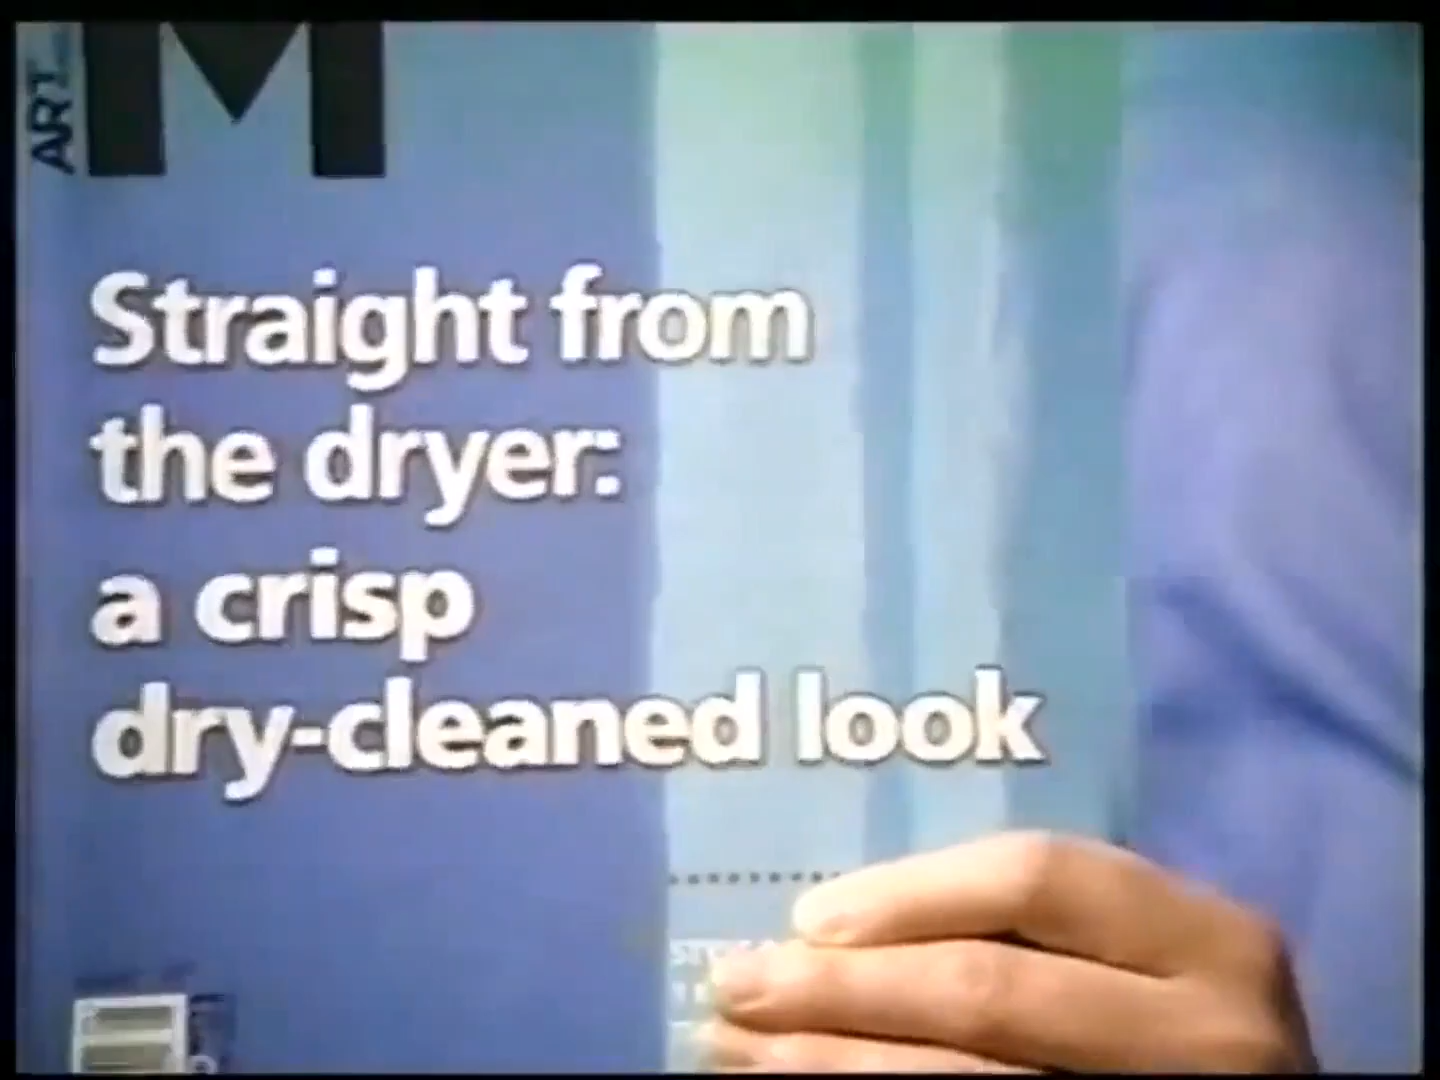 ART
M
Straight from
the dryer:
a crisp
dry-cleaned look